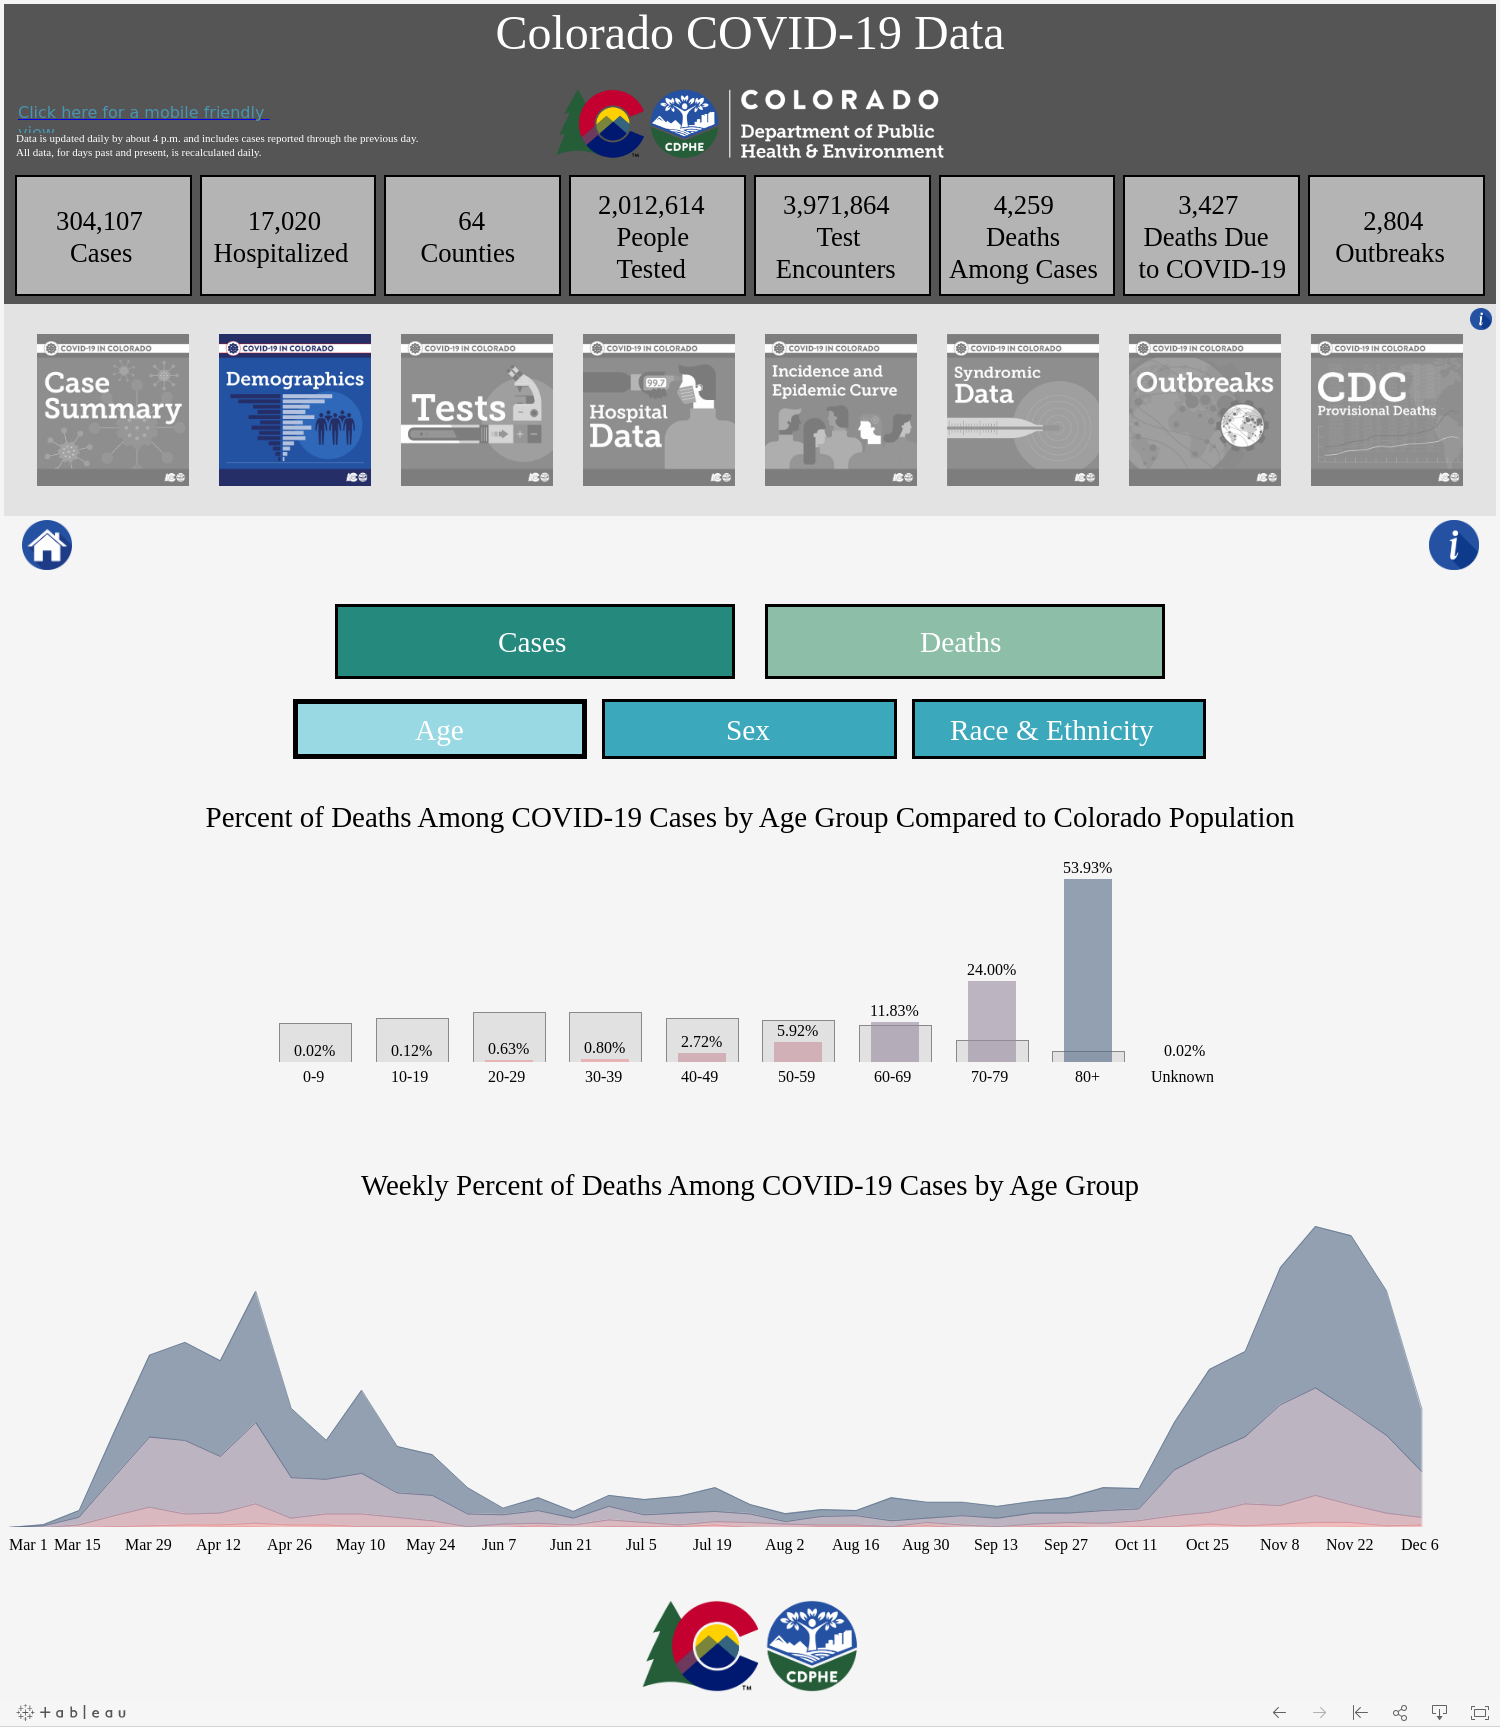 Colorado COVID-19 Data
Click here for a mobile friendly
view
Data is updated daily by about 4 p.m. and includes cases reported through the previous day.
All data, for days past and present, is recalculated daily.
CDPHE
TM
COLORADO
Department of Public
Health & Environment
304,107
Cases
17,020
Hospitalized
64
Counties
2,012,614
People
Tested
3,971,864
Test
Encounters
4,259
Deaths
Among Cases
3,427
Deaths Due
to COVID-19
2,804
Outbreaks
i
COVID-19 IN COLORADO
Case
Summary
COVID-19 IN COLORADO
Demographics
COVID-19 IN COLORADO
Tests
COVID-19 IN COLORADO
99.7
Hospital
Data
COVID-19 IN COLORADO
Incidence and
Epidemic Curve
COVID-19 IN COLORADO
Syndromic
Data
COVID-19 IN COLORADO
Outbreaks
COVID-19 IN COLORADO
CDC
Provisional Deaths
i
Cases
Deaths
Age
Sex
Race & Ethnicity
Percent of Deaths Among COVID-19 Cases by Age Group Compared to Colorado Population
53.93%
24.00%
11.83%
5.92%
2.72%
0.02% 0.12% 0.63% 0.80% 0.02%
0-9 10-19 20-29 30-39 40-49 50-59 60-69 70-79 80+ Unknown
Weekly Percent of Deaths Among COVID-19 Cases by Age Group
Mar 1 Mar 15 Mar 29 Apr 12 Apr 26 May 10 May 24 Jun 7 Jun 21 Jul 5 Jul 19 Aug 2 Aug 16 Aug 30 Sep 13 Sep 27 Oct 11 Oct 25 Nov 8 Nov 22 Dec 6
TM
CDPHE
+ableau